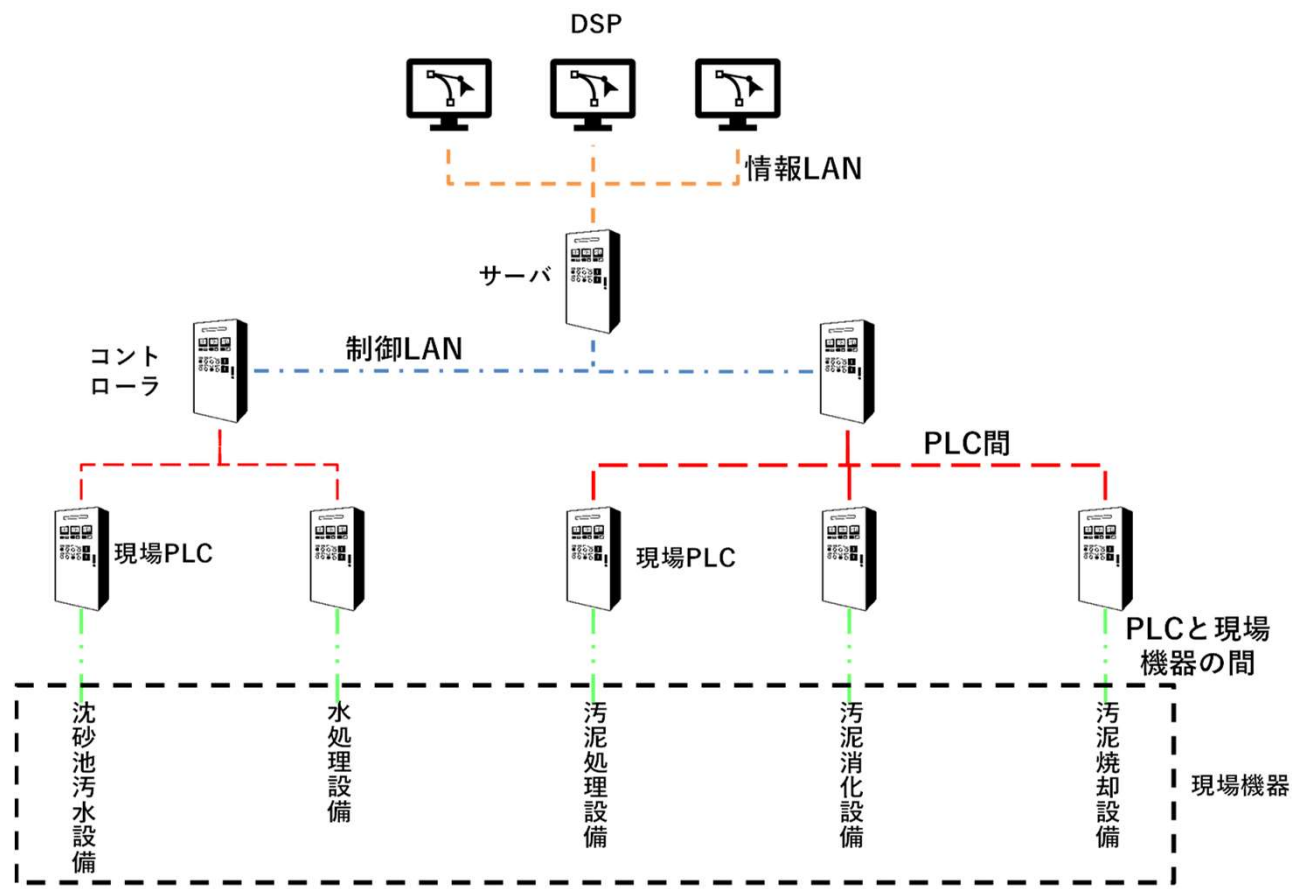 DSP
情報LAN
サーバ
コント
ローラ
制御LAN
PLC間
現場PLC
現場PLC
PLCと現場
機器の間
沈砂池汚水設備
水処理設備
汚泥処理設備
汚泥消化設備
汚泥焼却設備
現場機器